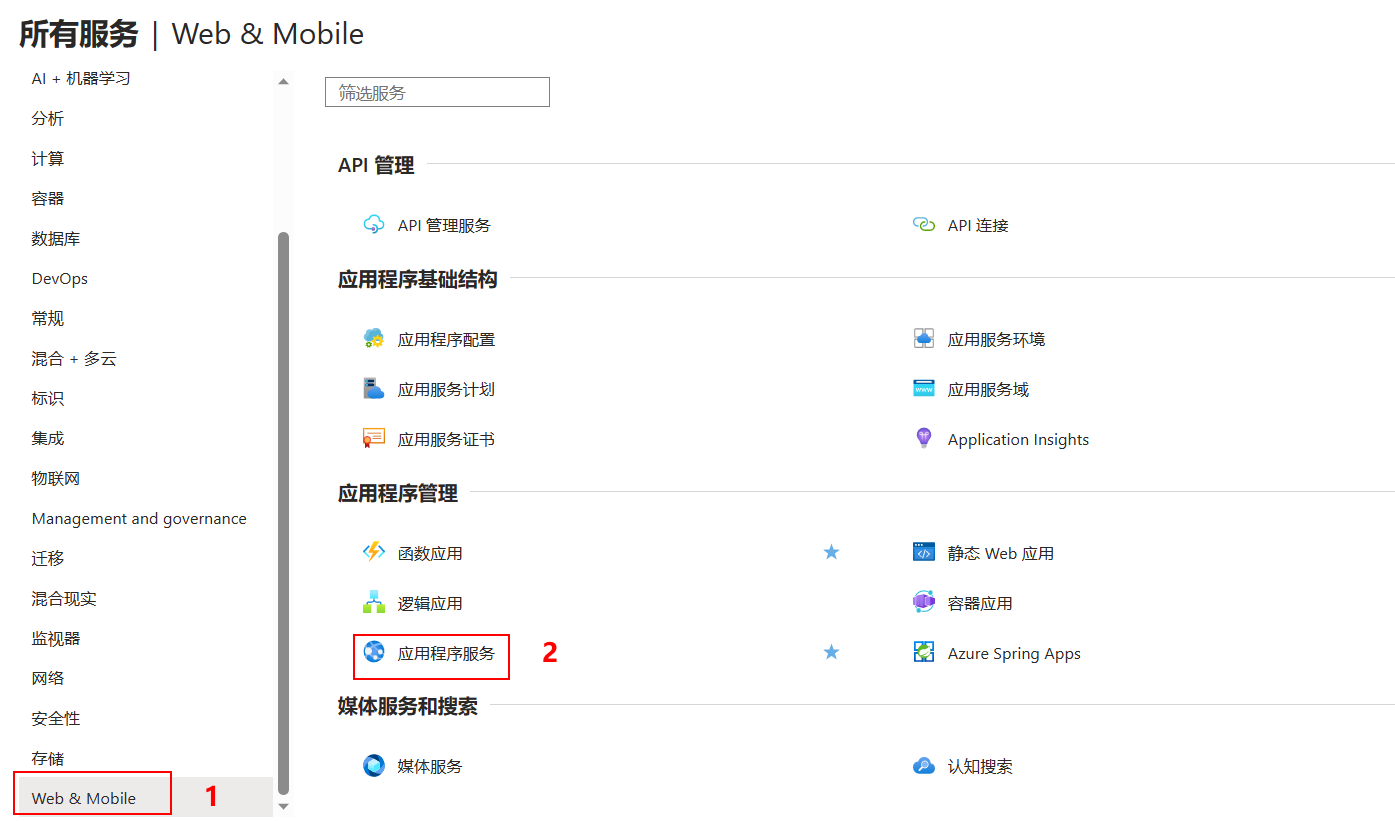 所有服务 | Web & Mobile
AI + 机器学习
分析
计算
容器
数据库
DevOps
常规
混合 + 多云
标识
集成
物联网
Management and governance
迁移
混合现实
监视器
网络
安全性
存储
Web & Mobile
1
筛选服务
API 管理
API 管理服务
API 连接
应用程序基础结构
应用程序配置
应用服务环境
应用服务计划
应用服务域
应用服务证书
Application Insights
应用程序管理
函数应用
静态 Web 应用
逻辑应用
容器应用
应用程序服务
2
Azure Spring Apps
媒体服务和搜索
媒体服务
认知搜索